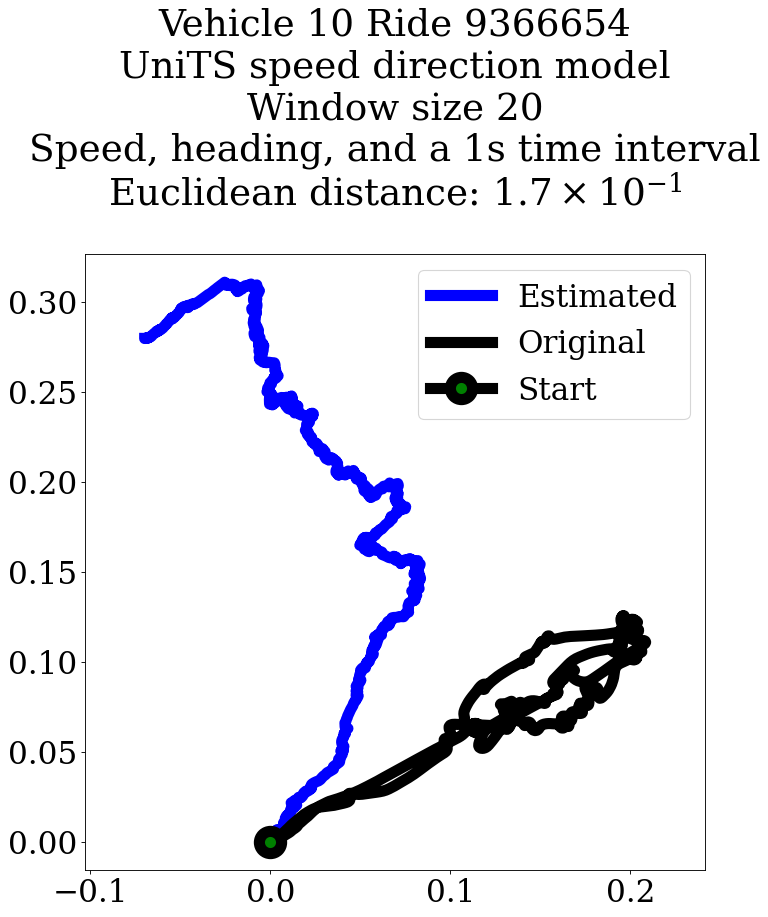 Vehicle 10 Ride 9366654
UniTS speed direction model
Window size 20
Speed, heading, and a 1s time interval
Euclidean distance: 1.7 × 10⁻¹
Estimated
Original
Start
0.30
0.25
0.20
0.15
0.10
0.05
0.00
−0.1 0.0 0.1 0.2